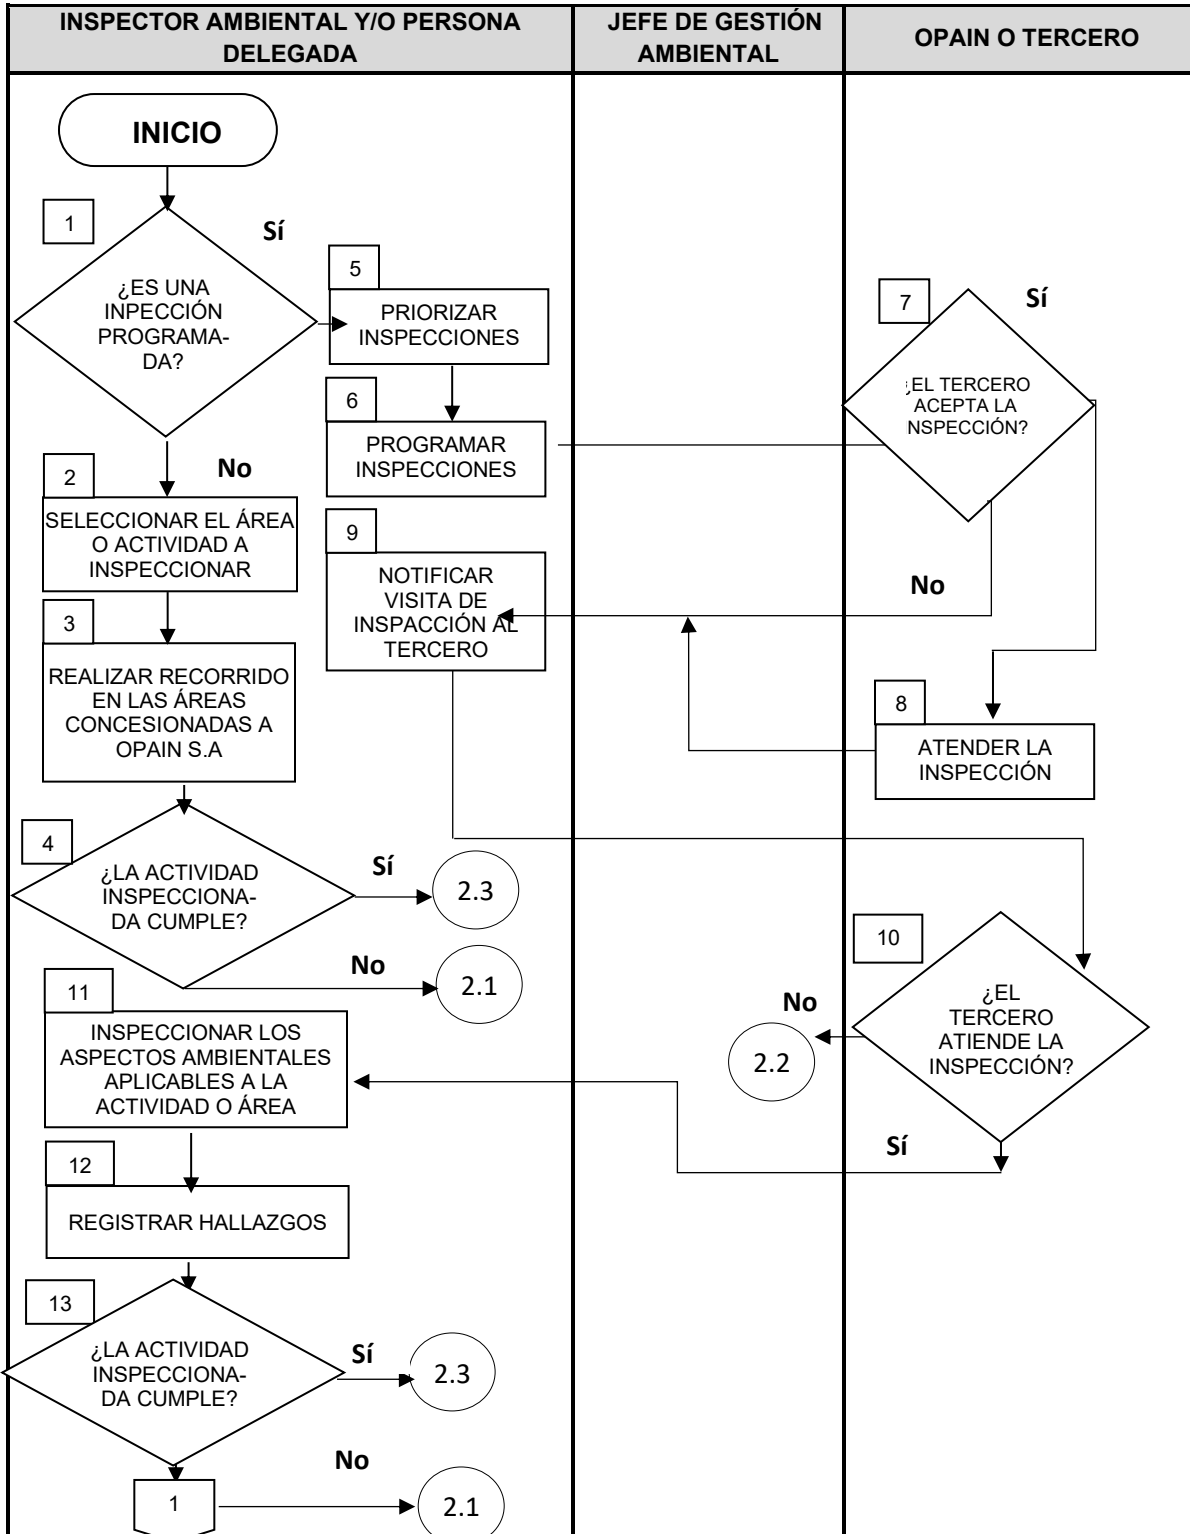 INSPECTOR AMBIENTAL Y/O PERSONA
DELEGADA
JEFE DE GESTIÓN
AMBIENTAL
OPAIN O TERCERO
INICIO
1
Sí
¿ES UNA
INPECCIÓN
PROGRAMA-
DA?
5
PRIORIZAR
INSPECCIONES
7
Sí
¿EL TERCERO
ACEPTA LA
NSPECCIÓN?
6
PROGRAMAR
INSPECCIONES
No
2
SELECCIONAR EL ÁREA
O ACTIVIDAD A
INSPECCIONAR
9
NOTIFICAR
VISITA DE
INSPACCIÓN AL
TERCERO
No
3
REALIZAR RECORRIDO
EN LAS ÁREAS
CONCESIONADAS A
OPAIN S.A
8
ATENDER LA
INSPECCIÓN
4
¿LA ACTIVIDAD
INSPECCIONA-
DA CUMPLE?
Sí
2.3
No
2.1
10
¿EL
TERCERO
ATIENDE LA
INSPECCIÓN?
No
2.2
Sí
11
INSPECCIONAR LOS
ASPECTOS AMBIENTALES
APLICABLES A LA
ACTIVIDAD O ÁREA
12
REGISTRAR HALLAZGOS
13
¿LA ACTIVIDAD
INSPECCIONA-
DA CUMPLE?
Sí
2.3
No
1
2.1